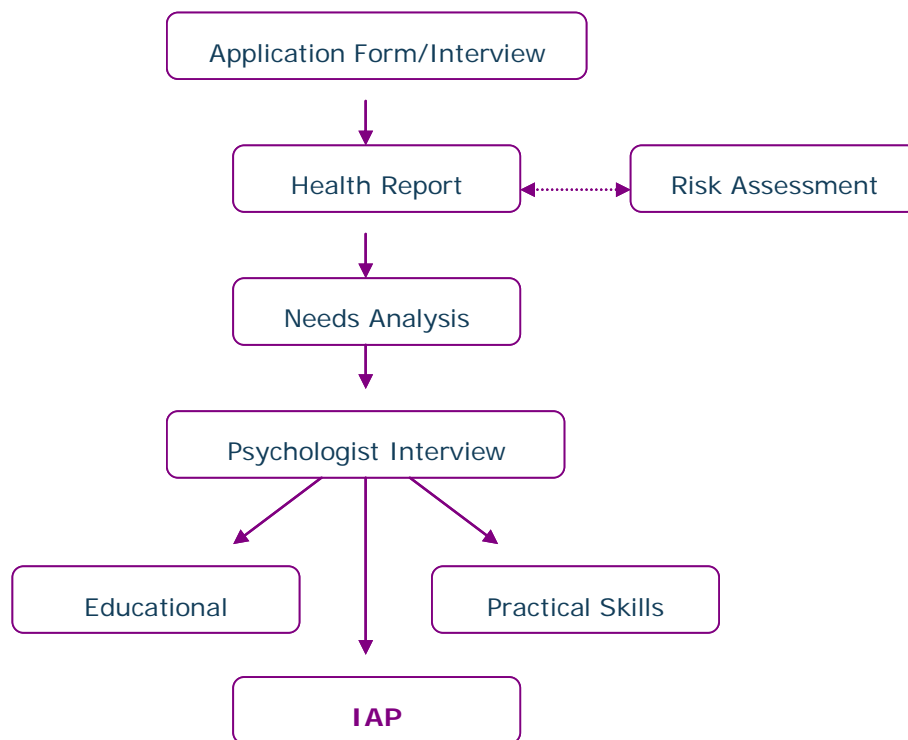 Application Form/Interview
Health Report
Risk Assessment
Needs Analysis
Psychologist Interview
Educational
Practical Skills
IAP